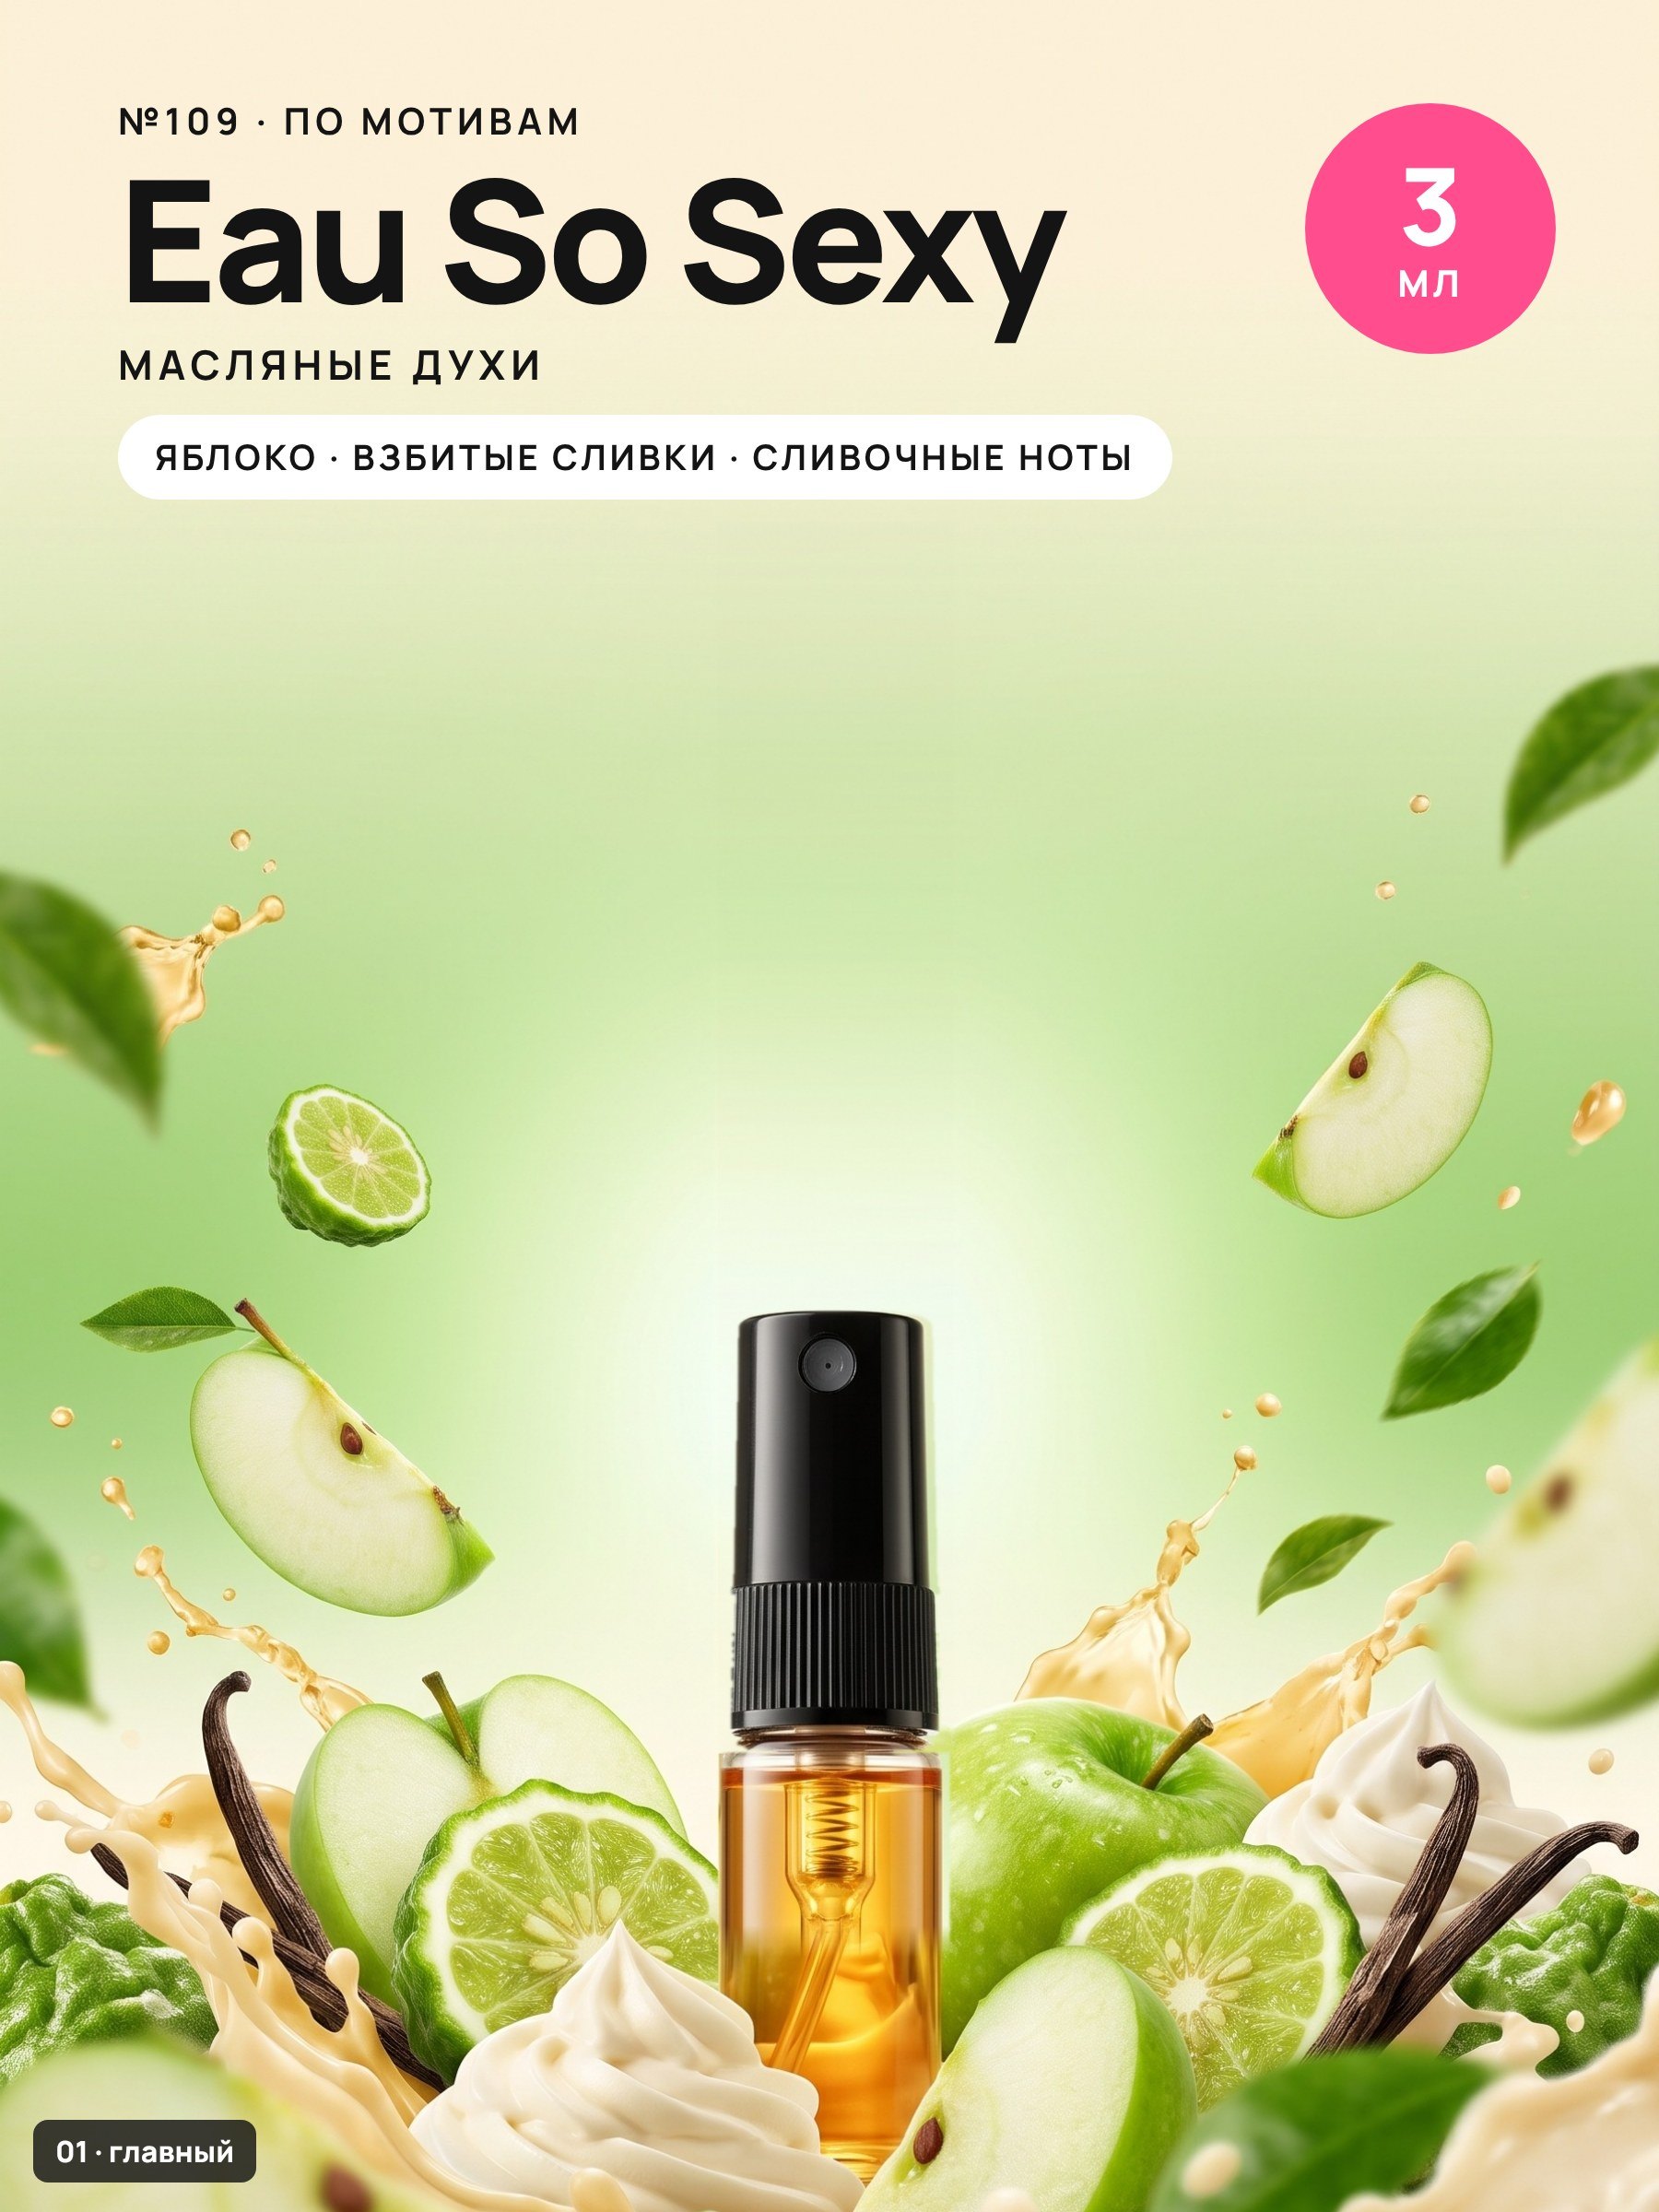 №109 · ПО МОТИВАМ
Eau So Sexy
МАСЛЯНЫЕ ДУХИ
ЯБЛОКО · ВЗБИТЫЕ СЛИВКИ · СЛИВОЧНЫЕ НОТЫ
3
МЛ
01 · главный